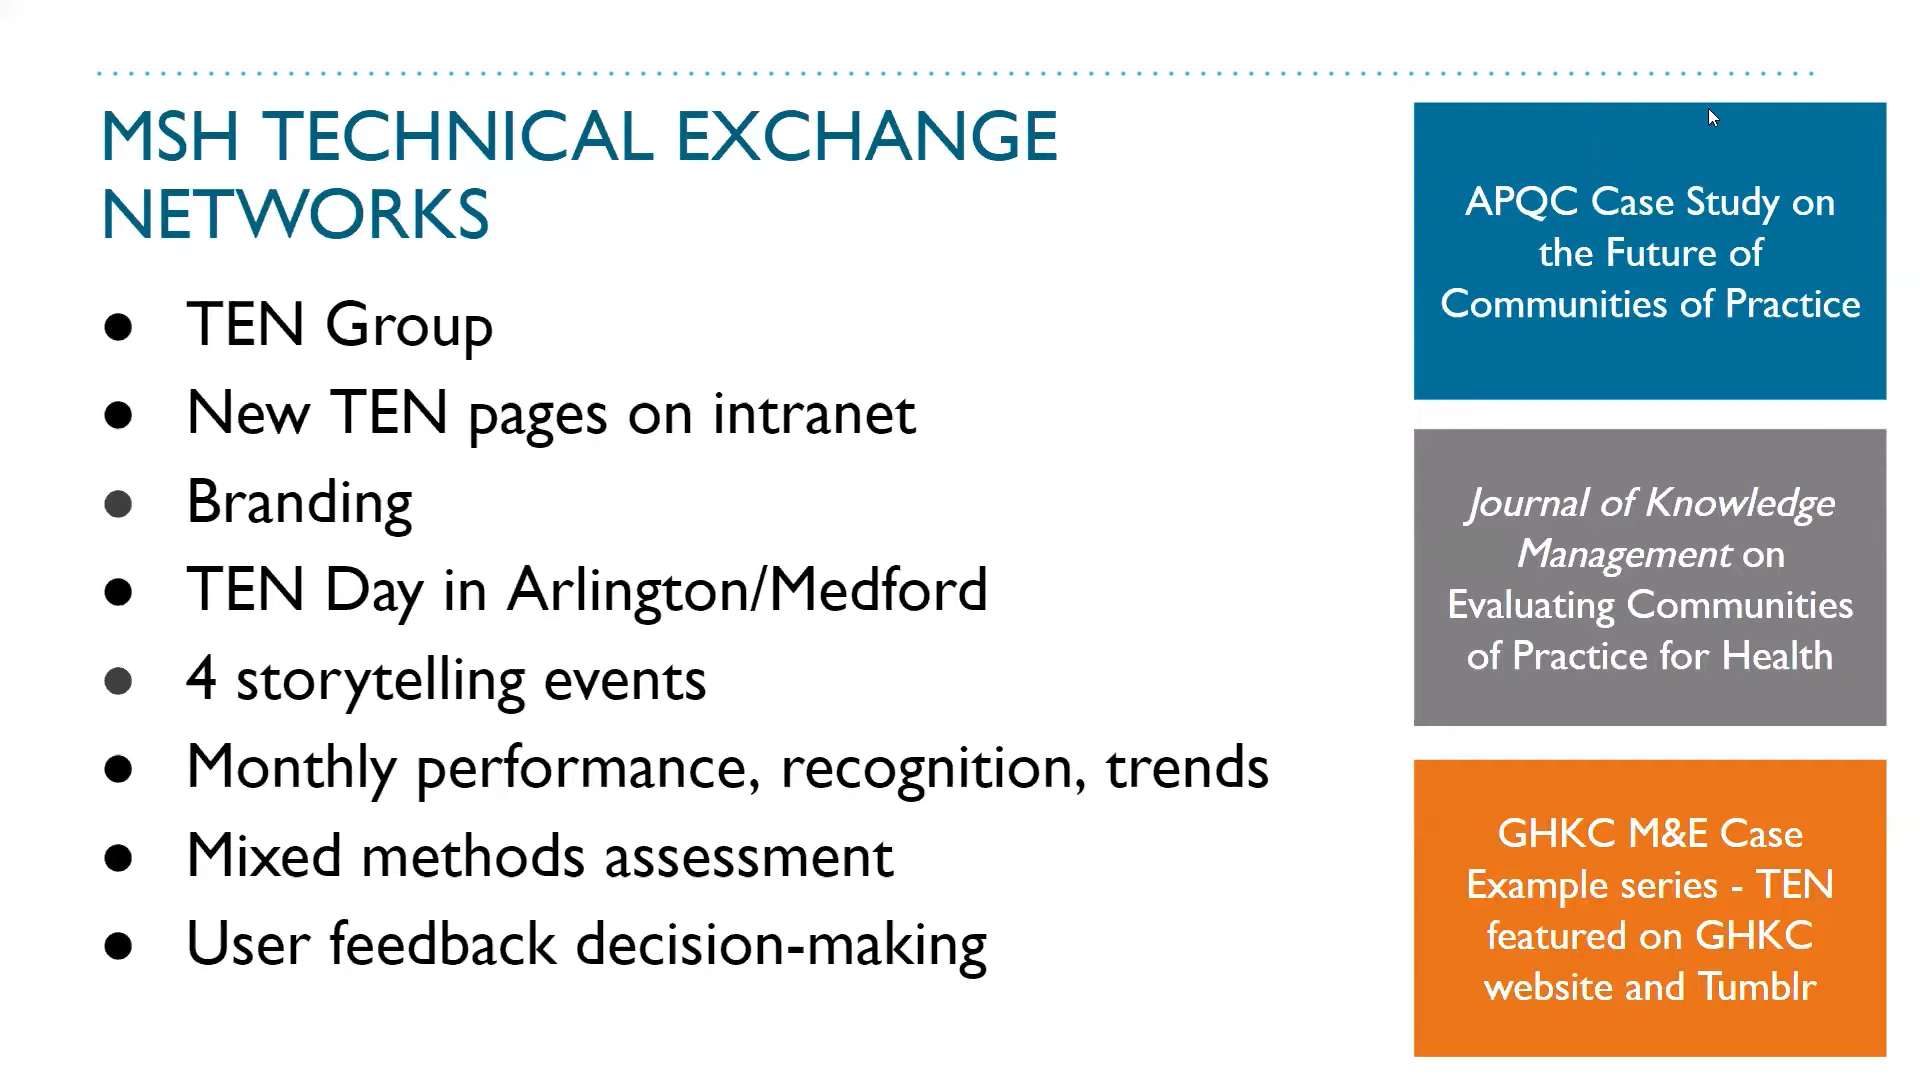 MSH TECHNICAL EXCHANGE
NETWORKS
● TEN Group
● New TEN pages on intranet
● Branding
● TEN Day in Arlington/Medford
● 4 storytelling events
● Monthly performance, recognition, trends
● Mixed methods assessment
● User feedback decision-making
APQC Case Study on
the Future of
Communities of Practice
Journal of Knowledge
Management on
Evaluating Communities
of Practice for Health
GHKC M&E Case
Example series - TEN
featured on GHKC
website and Tumblr